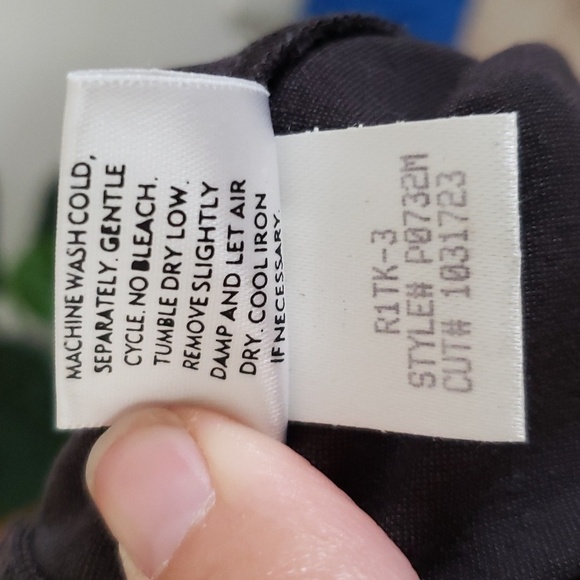 MACHINE WASH COLD,
SEPARATELY. GENTLE
CYCLE. NO BLEACH.
TUMBLE DRY LOW.
REMOVE SLIGHTLY
DAMP AND LET AIR
DRY. COOL IRON
IF NECESSARY.
R1TK-3
STYLE# P0732M
CUT# 1031723